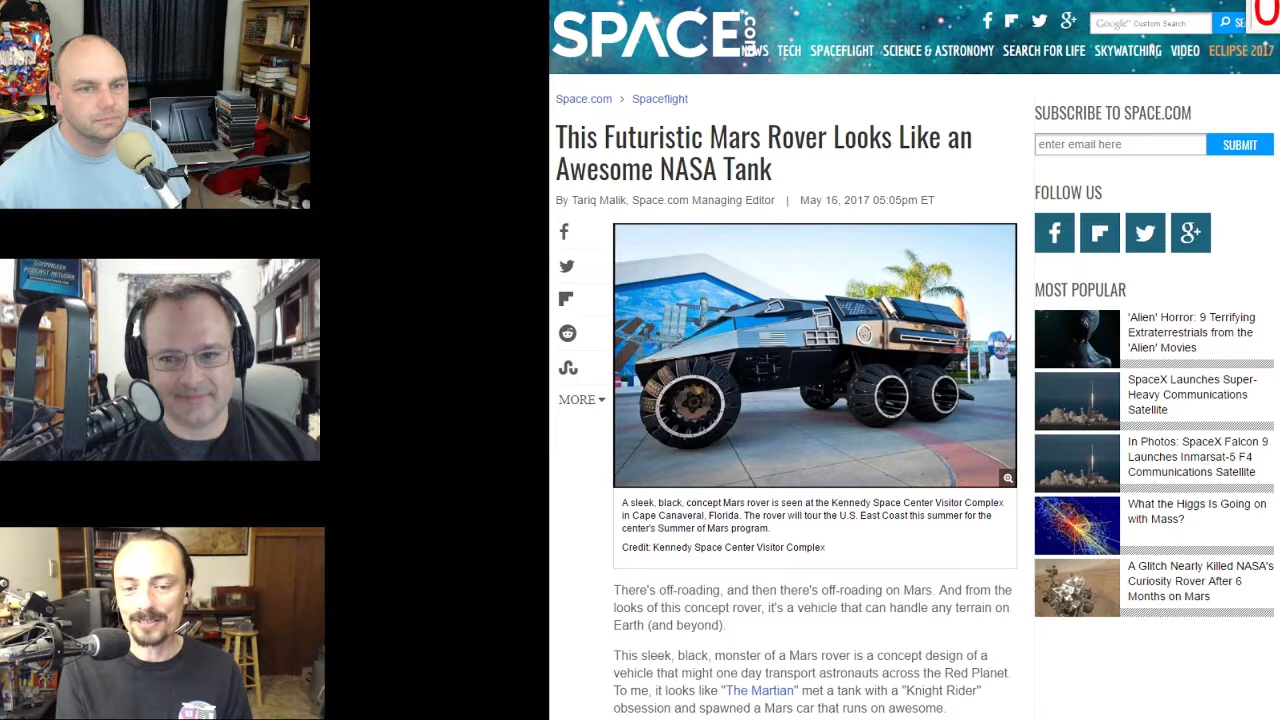 GONNAGEEK
PODCAST NETWORK
SPACE.com
Google™ Custom Search
SE
NEWS TECH SPACEFLIGHT SCIENCE & ASTRONOMY SEARCH FOR LIFE SKYWATCHING VIDEO ECLIPSE 2017
Space.com › Spaceflight
This Futuristic Mars Rover Looks Like an
Awesome NASA Tank
By Tariq Malik, Space.com Managing Editor | May 16, 2017 05:05pm ET
MORE
A sleek, black, concept Mars rover is seen at the Kennedy Space Center Visitor Complex
in Cape Canaveral, Florida. The rover will tour the U.S. East Coast this summer for the
center's Summer of Mars program.
Credit: Kennedy Space Center Visitor Complex
There's off-roading, and then there's off-roading on Mars. And from the
looks of this concept rover, it's a vehicle that can handle any terrain on
Earth (and beyond).
This sleek, black, monster of a Mars rover is a concept design of a
vehicle that might one day transport astronauts across the Red Planet.
To me, it looks like "The Martian" met a tank with a "Knight Rider"
obsession and spawned a Mars car that runs on awesome.
SUBSCRIBE TO SPACE.COM
enter email here SUBMIT
FOLLOW US
MOST POPULAR
'Alien' Horror: 9 Terrifying
Extraterrestrials from the
'Alien' Movies
SpaceX Launches Super-
Heavy Communications
Satellite
In Photos: SpaceX Falcon 9
Launches Inmarsat-5 F4
Communications Satellite
What the Higgs Is Going on
with Mass?
A Glitch Nearly Killed NASA's
Curiosity Rover After 6
Months on Mars